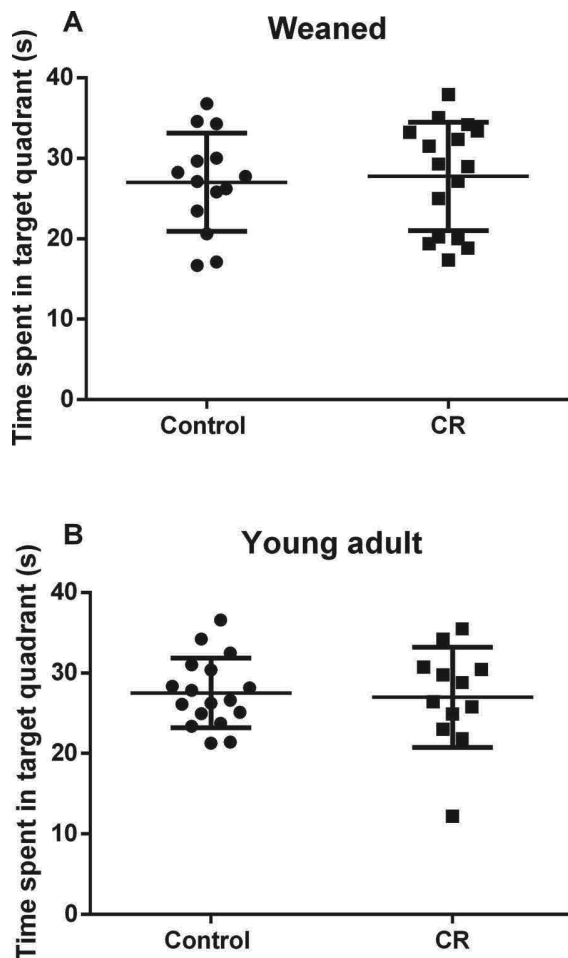 A
Weaned
Time spent in target quadrant (s)
40
30
20
10
0
Control CR
B
Young adult
Time spent in target quadrant (s)
40
30
20
10
0
Control CR